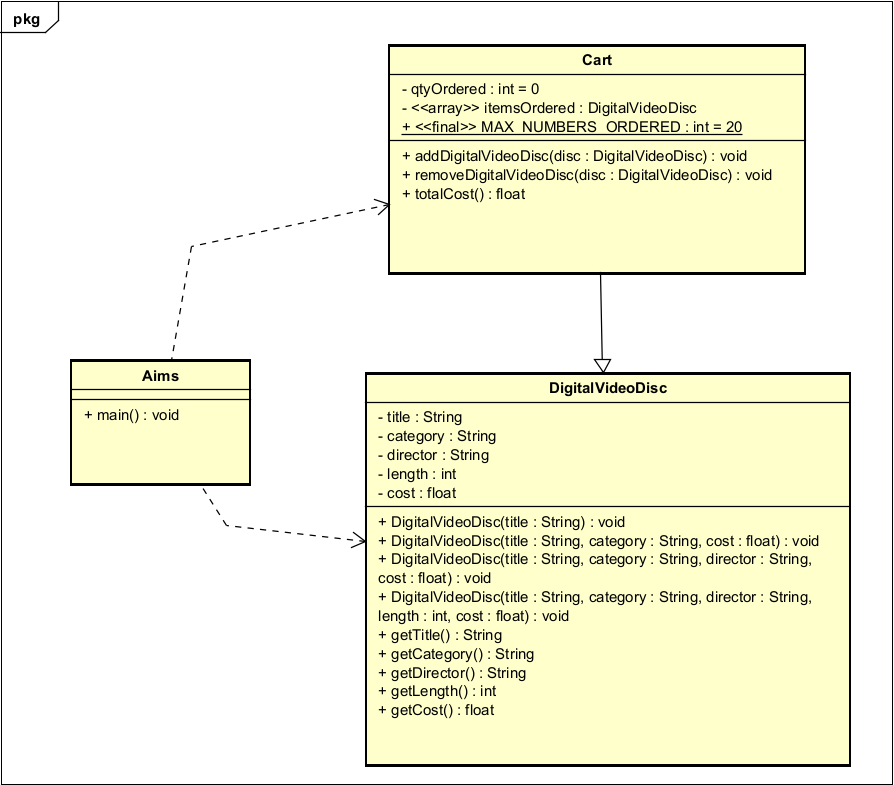 pkg
Cart
- qtyOrdered : int = 0
- <<array>> itemsOrdered : DigitalVideoDisc
+ <<final>> MAX_NUMBERS_ORDERED : int = 20
+ addDigitalVideoDisc(disc : DigitalVideoDisc) : void
+ removeDigitalVideoDisc(disc : DigitalVideoDisc) : void
+ totalCost() : float
Aims
+ main() : void
DigitalVideoDisc
- title : String
- category : String
- director : String
- length : int
- cost : float
+ DigitalVideoDisc(title : String) : void
+ DigitalVideoDisc(title : String, category : String, cost : float) : void
+ DigitalVideoDisc(title : String, category : String, director : String,
cost : float) : void
+ DigitalVideoDisc(title : String, category : String, director : String,
length : int, cost : float) : void
+ getTitle() : String
+ getCategory() : String
+ getDirector() : String
+ getLength() : int
+ getCost() : float